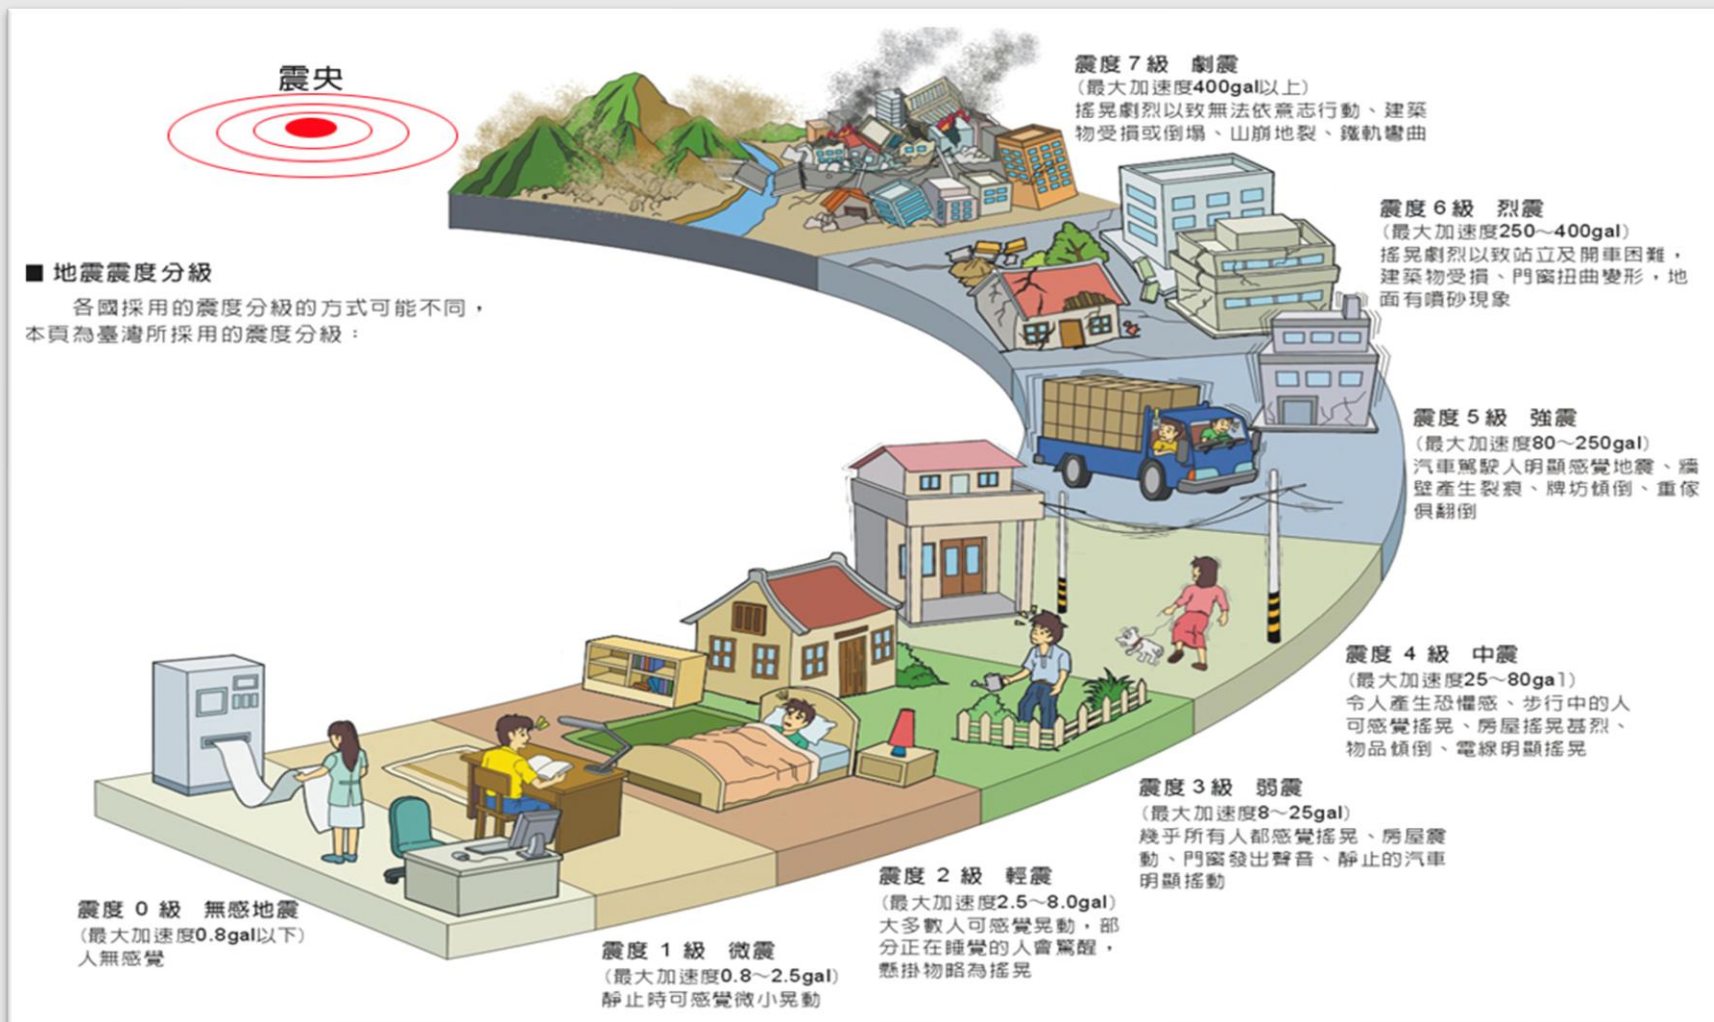 震央
■ 地震震度分級
各國採用的震度分級的方式可能不同，
本頁為臺灣所採用的震度分級：
震度 7 級 劇震
(最大加速度400gal以上)
搖晃劇烈以致無法依意志行動、建築
物受損或倒塌、山崩地裂、鐵軌彎曲
震度 6 級 烈震
(最大加速度250～400gal)
搖晃劇烈以致站立及開車困難，
建築物受損、門窗扭曲變形，地
面有噴砂現象
震度 5 級 強震
(最大加速度80～250gal)
汽車駕駛人明顯感覺地震、牆
壁產生裂痕、牌坊傾倒、重傢
俱翻倒
震度 4 級 中震
(最大加速度25～80gal)
令人產生恐懼感、步行中的人
可感覺搖晃、房屋搖晃甚烈、
物品傾倒、電線明顯搖晃
震度 3 級 弱震
(最大加速度8～25gal)
幾乎所有人都感覺搖晃、房屋震
動、門窗發出聲音、靜止的汽車
明顯搖動
震度 2 級 輕震
(最大加速度2.5～8.0gal)
大多數人可感覺晃動，部
分正在睡覺的人會驚醒，
懸掛物略為搖晃
震度 1 級 微震
(最大加速度0.8～2.5gal)
靜止時可感覺微小晃動
震度 0 級 無感地震
(最大加速度0.8gal以下)
人無感覺